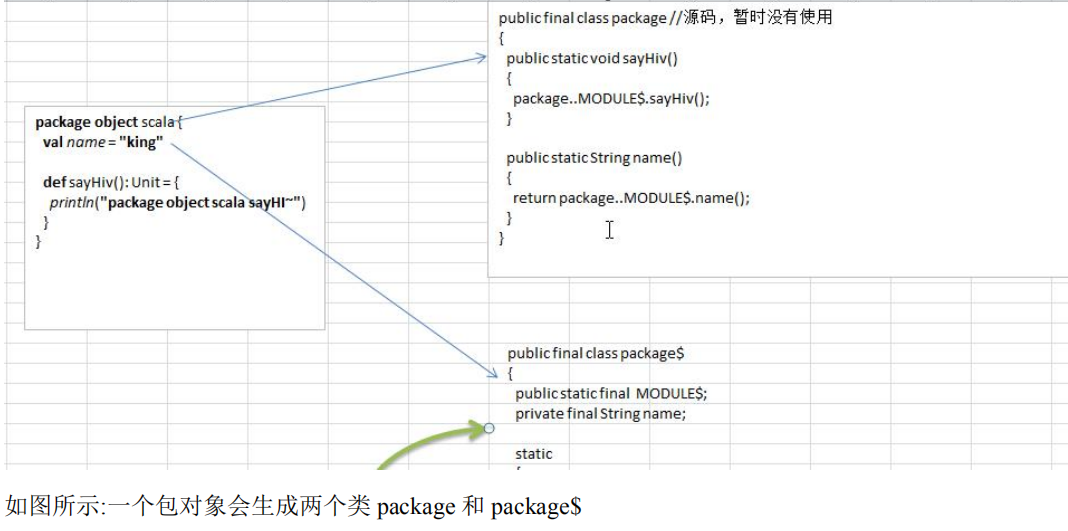 package object scala {
val name = "king"
def sayHiv(): Unit = {
println("package object scala sayHI~")
}
}
public final class package //源码，暂时没有使用
{
public static void sayHiv()
{
package..MODULE$.sayHiv();
}
public static String name()
{
return package..MODULE$.name();
}
}
public final class package$
{
public static final MODULE$;
private final String name;
static
如图所示:一个包对象会生成两个类 package 和 package$